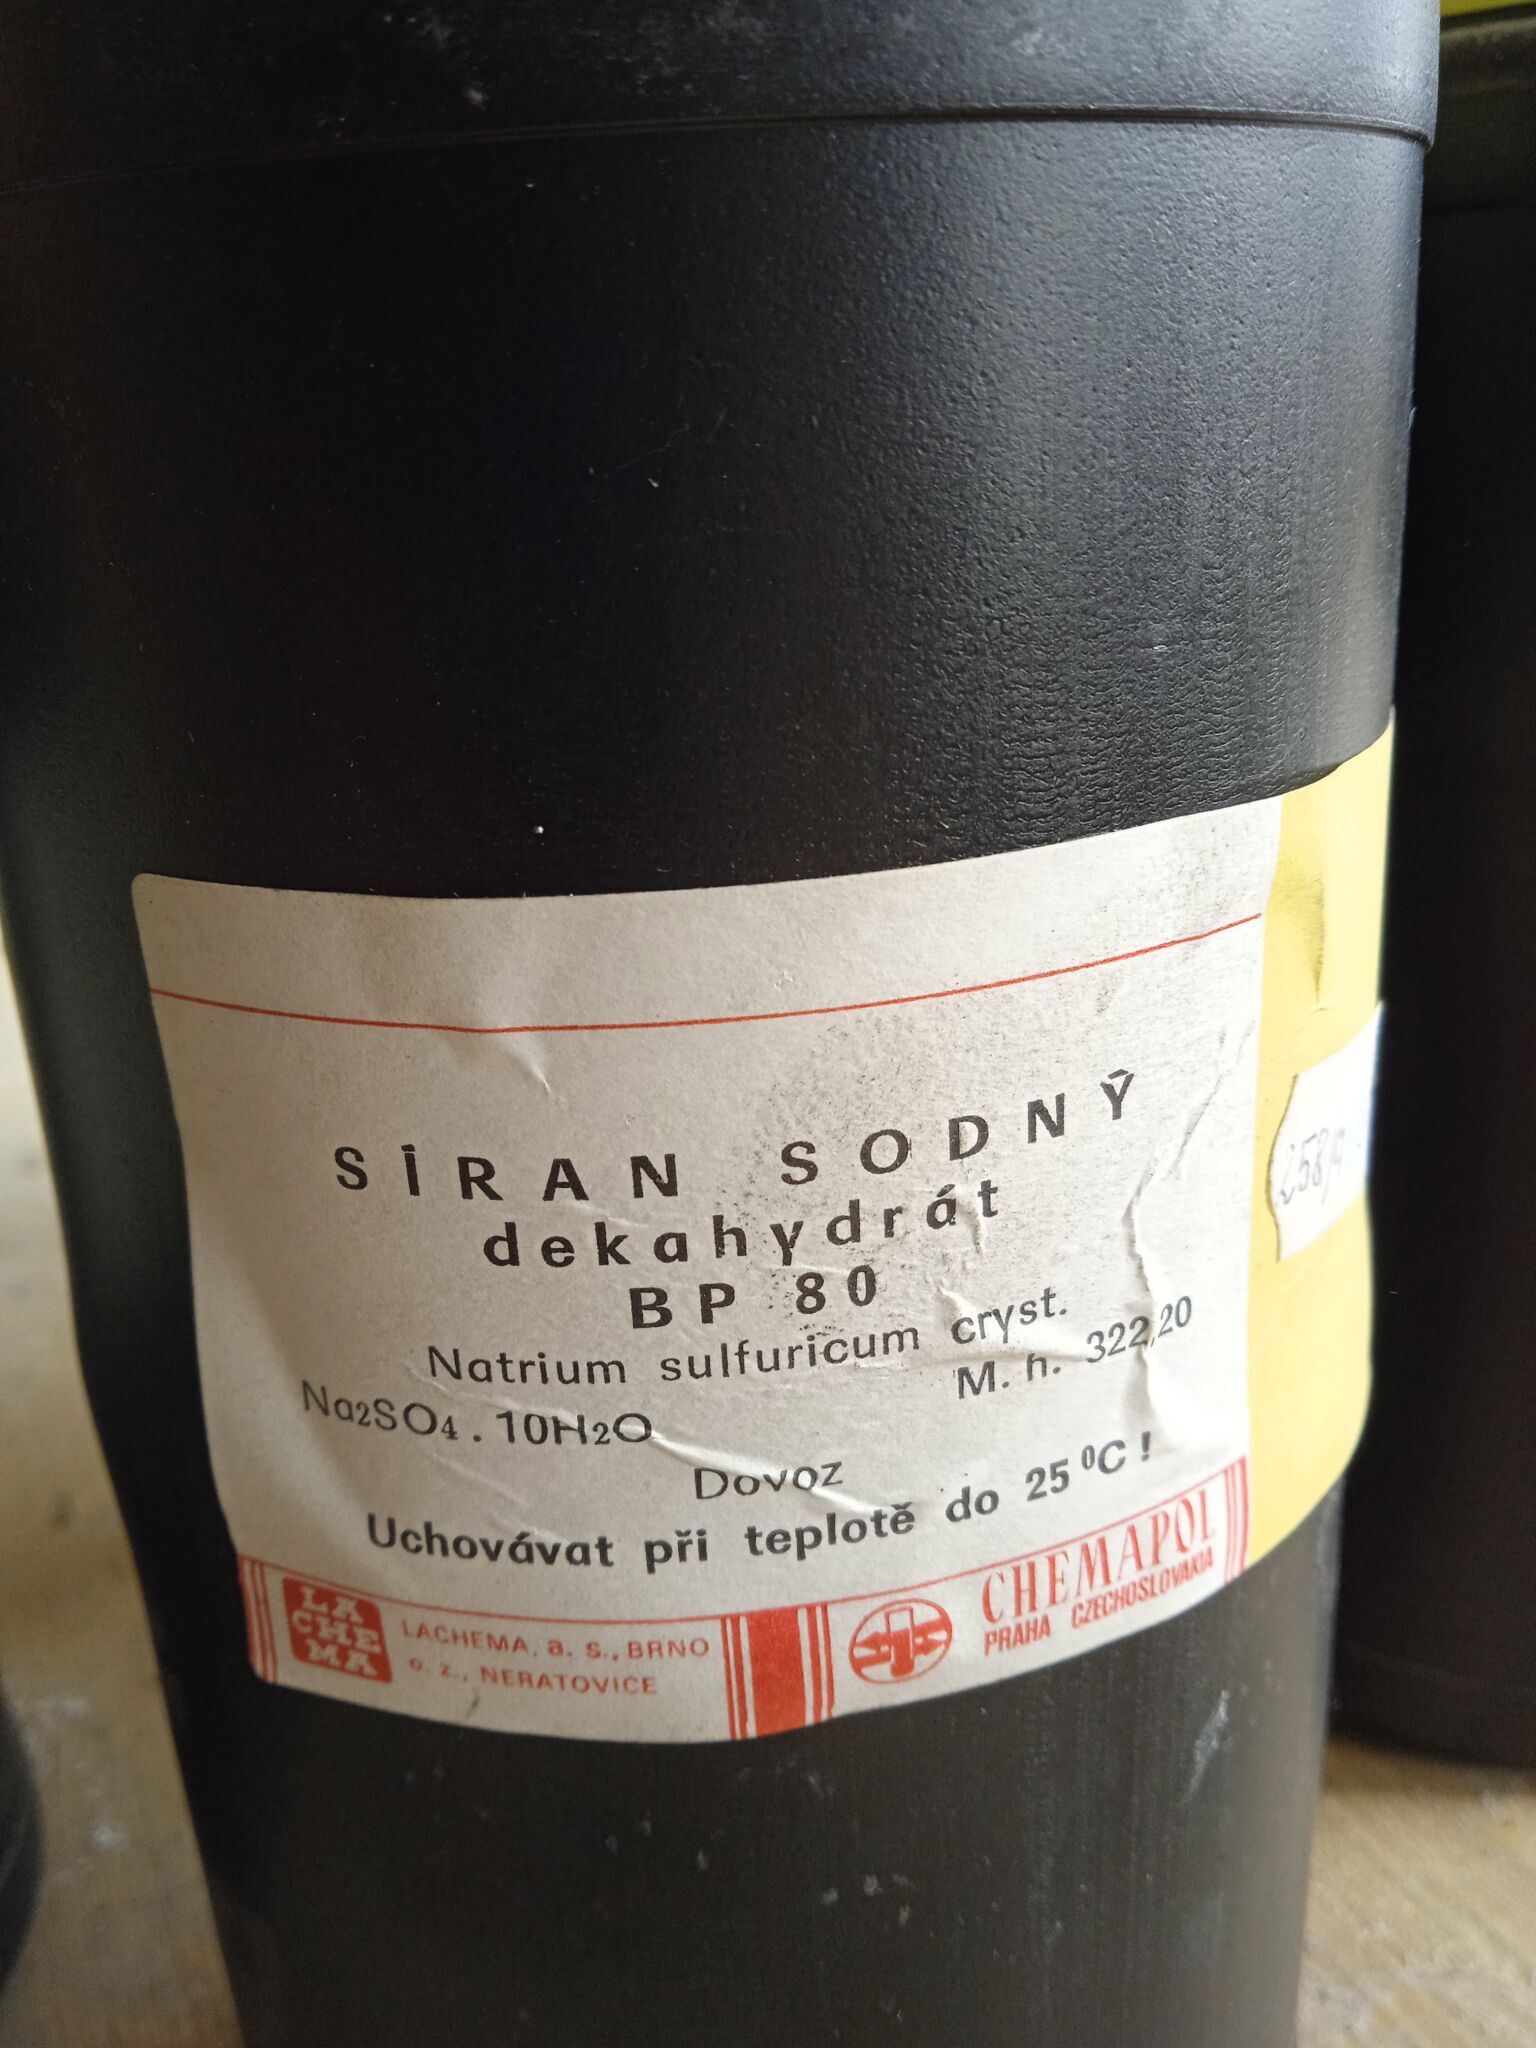 SÍRAN SODNÝ
dekahydrát
BP 80
Natrium sulfuricum cryst.
Na2SO4 . 10H2O
M. h. 322,20
Dovoz
Uchovávat při teplotě do 25 °C !
LA
CHE
MA
LACHEMA, a. s., BRNO
o. z., NERATOVICE
CHEMAPOL
PRAHA CZECHOSLOVAKIA